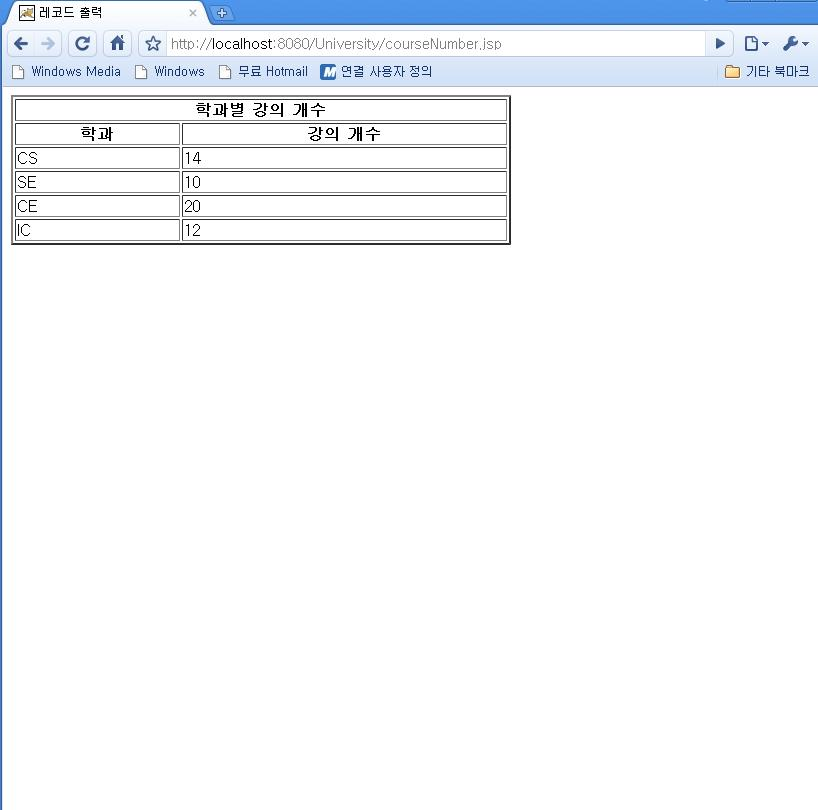 레코드 출력
http://localhost:8080/University/courseNumber.jsp
Windows Media Windows 무료 Hotmail M 연결 사용자 정의 기타 북마크
학과별 강의 개수
학과 강의 개수
CS 14
SE 10
CE 20
IC 12